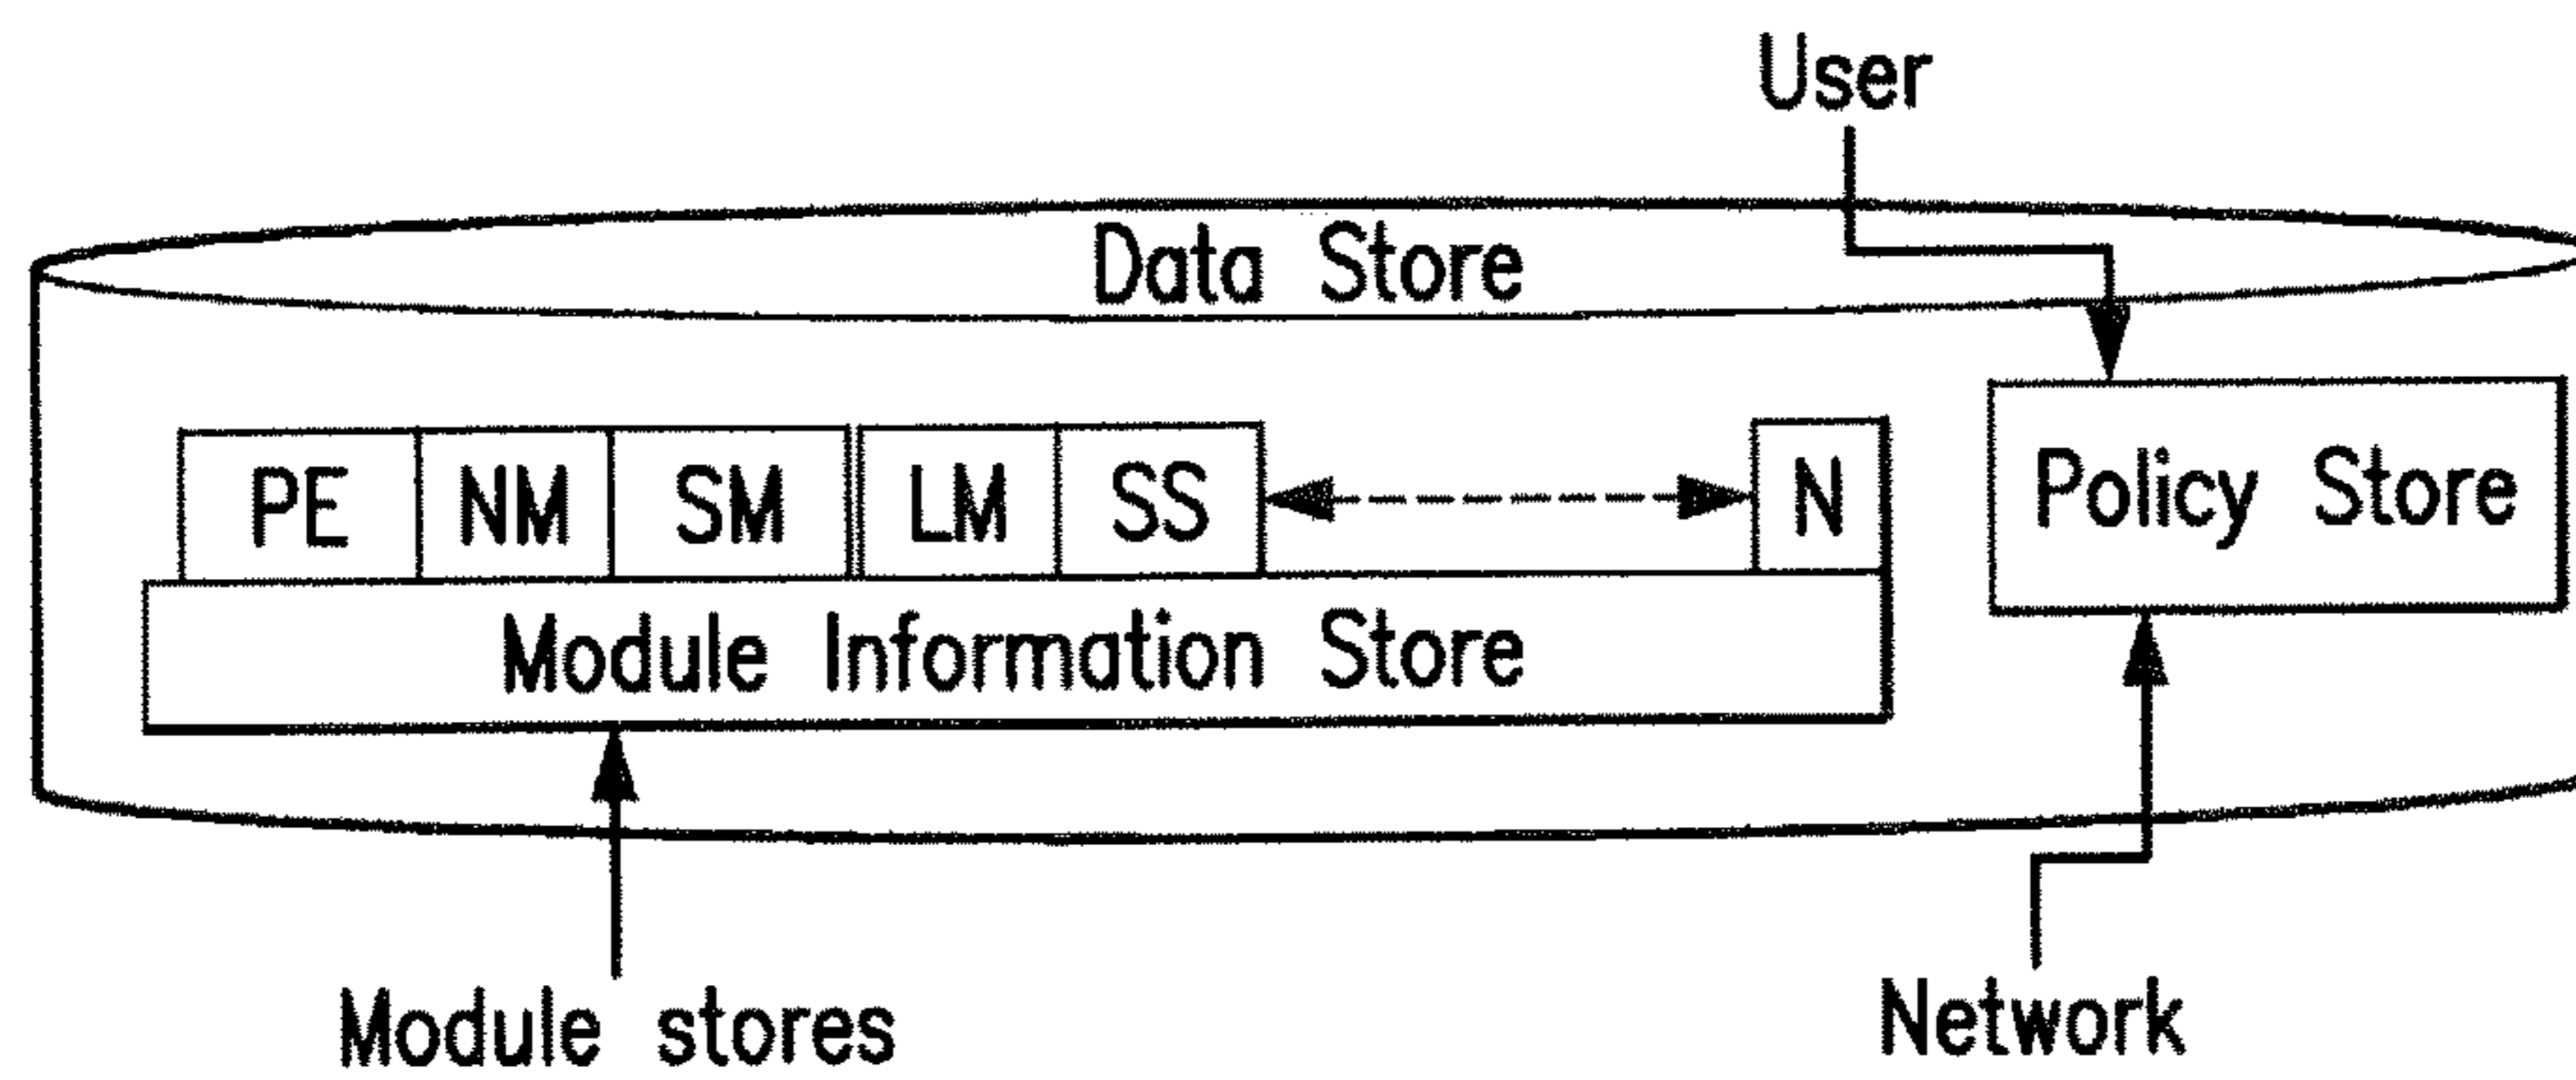 User
Data Store
PE NM SM LM SS N
Policy Store
Module Information Store
Module stores
Network